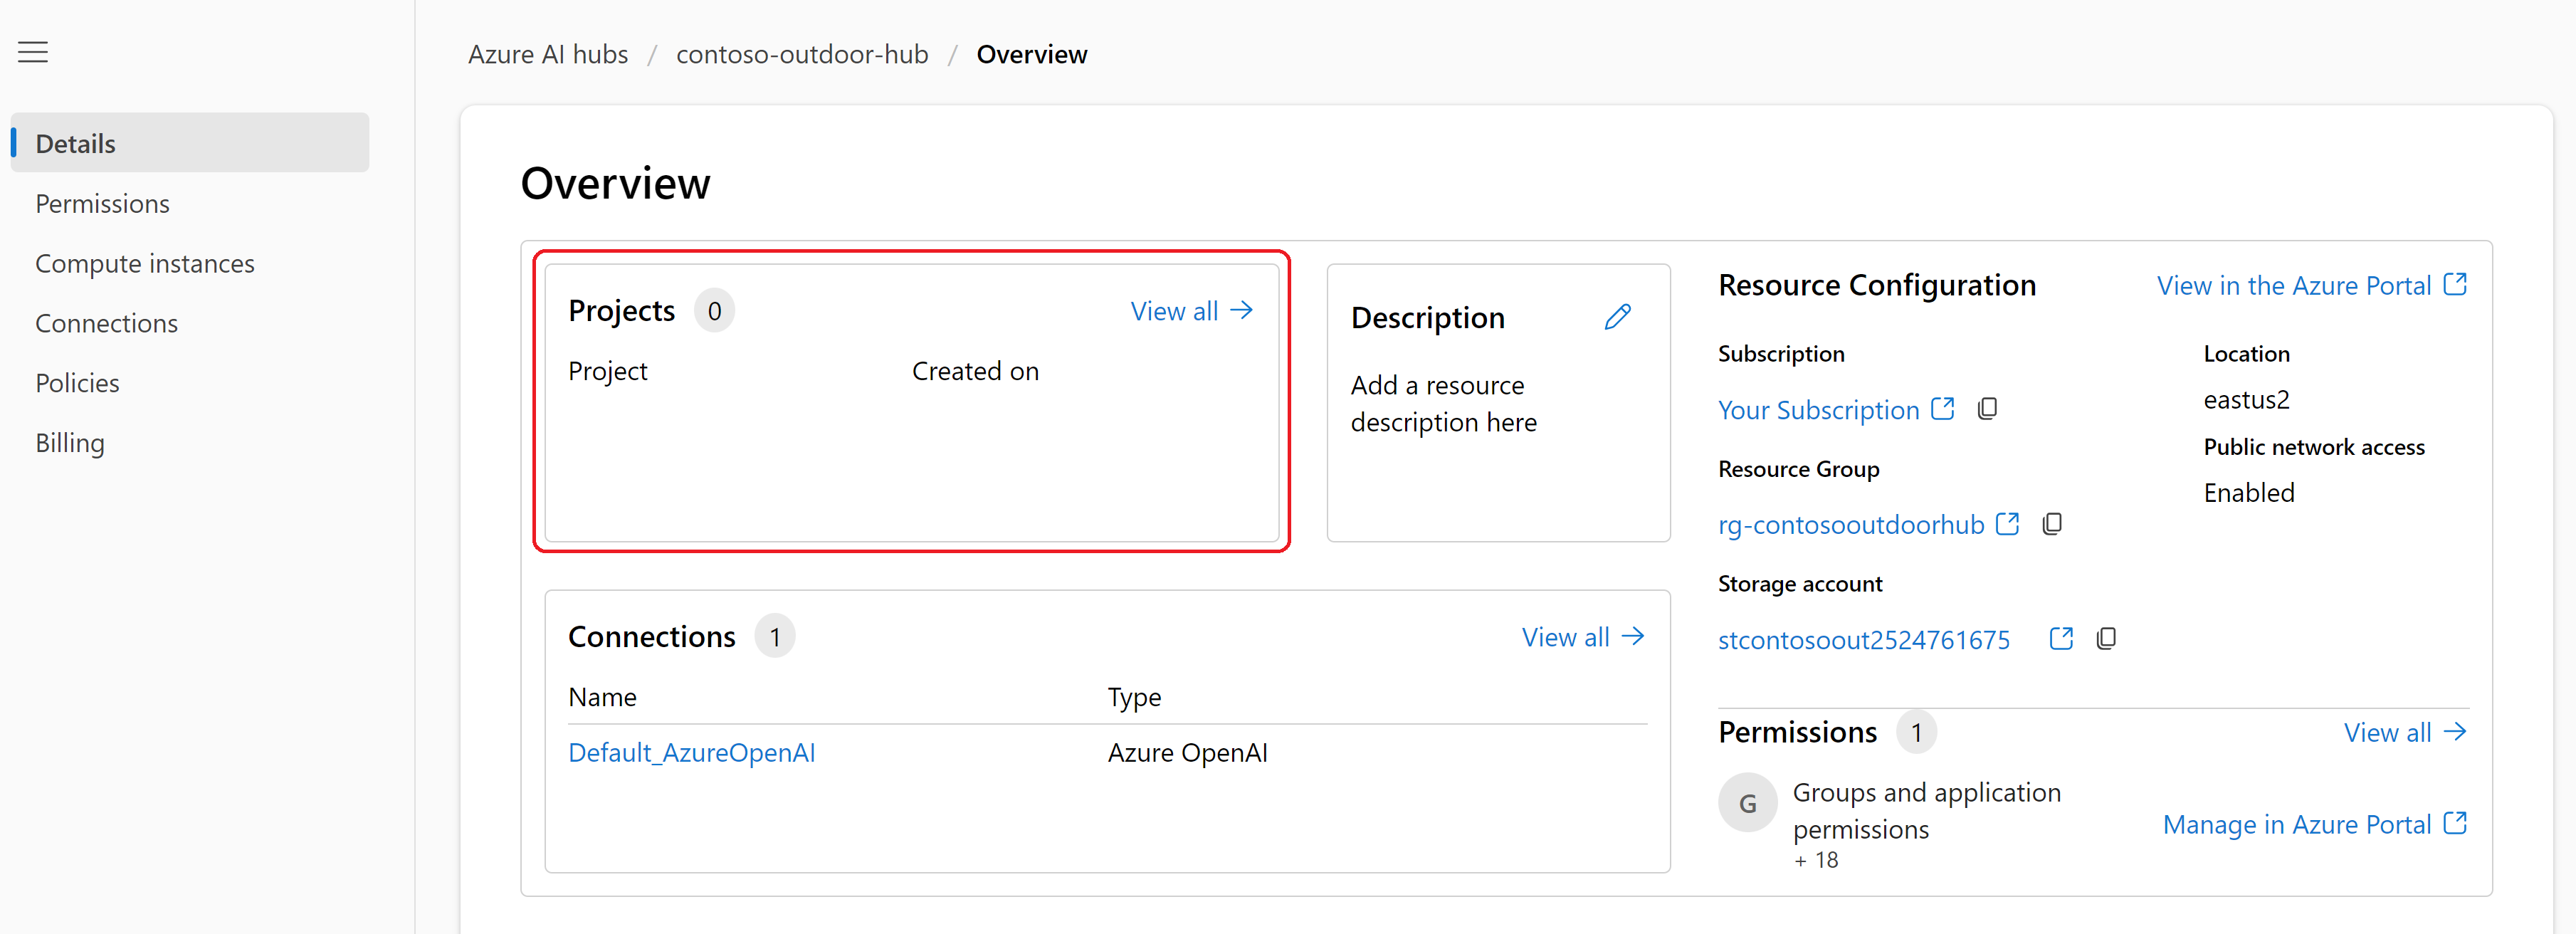 Azure AI hubs / contoso-outdoor-hub / Overview
Details
Permissions
Compute instances
Connections
Policies
Billing
Overview
Projects 0 View all
Project Created on
Description
Add a resource
description here
Connections 1 View all
Name Type
Default_AzureOpenAI Azure OpenAI
Resource Configuration View in the Azure Portal
Subscription
Your Subscription
Resource Group
rg-contosooutdoorhub
Storage account
stcontosoout2524761675
Location
eastus2
Public network access
Enabled
Permissions 1 View all
G
Groups and application
permissions
+ 18
Manage in Azure Portal